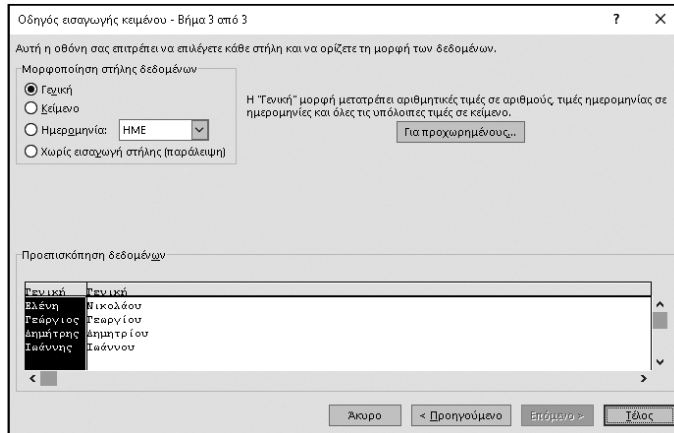 Οδηγός εισαγωγής κειμένου - Βήμα 3 από 3
Αυτή η οθόνη σας επιτρέπει να επιλέγετε κάθε στήλη και να ορίζετε τη μορφή των δεδομένων.
Μορφοποίηση στήλης δεδομένων
Γενική
Κείμενο
Ημερομηνία: ΗΜΕ
Χωρίς εισαγωγή στήλης (παράλειψη)
Η "Γενική" μορφή μετατρέπει αριθμητικές τιμές σε αριθμούς, τιμές ημερομηνίας σε
ημερομηνίες και όλες τις υπόλοιπες τιμές σε κείμενο.
Για προχωρημένους...
Προεπισκόπηση δεδομένων
Γενική Γενική
Ελένη Νικολάου
Γεώργιος Γεωργίου
Δημήτρης Δημητρίου
Ιωάννης Ιωάννου
Άκυρο < Προηγούμενο Επόμενο > Τέλος